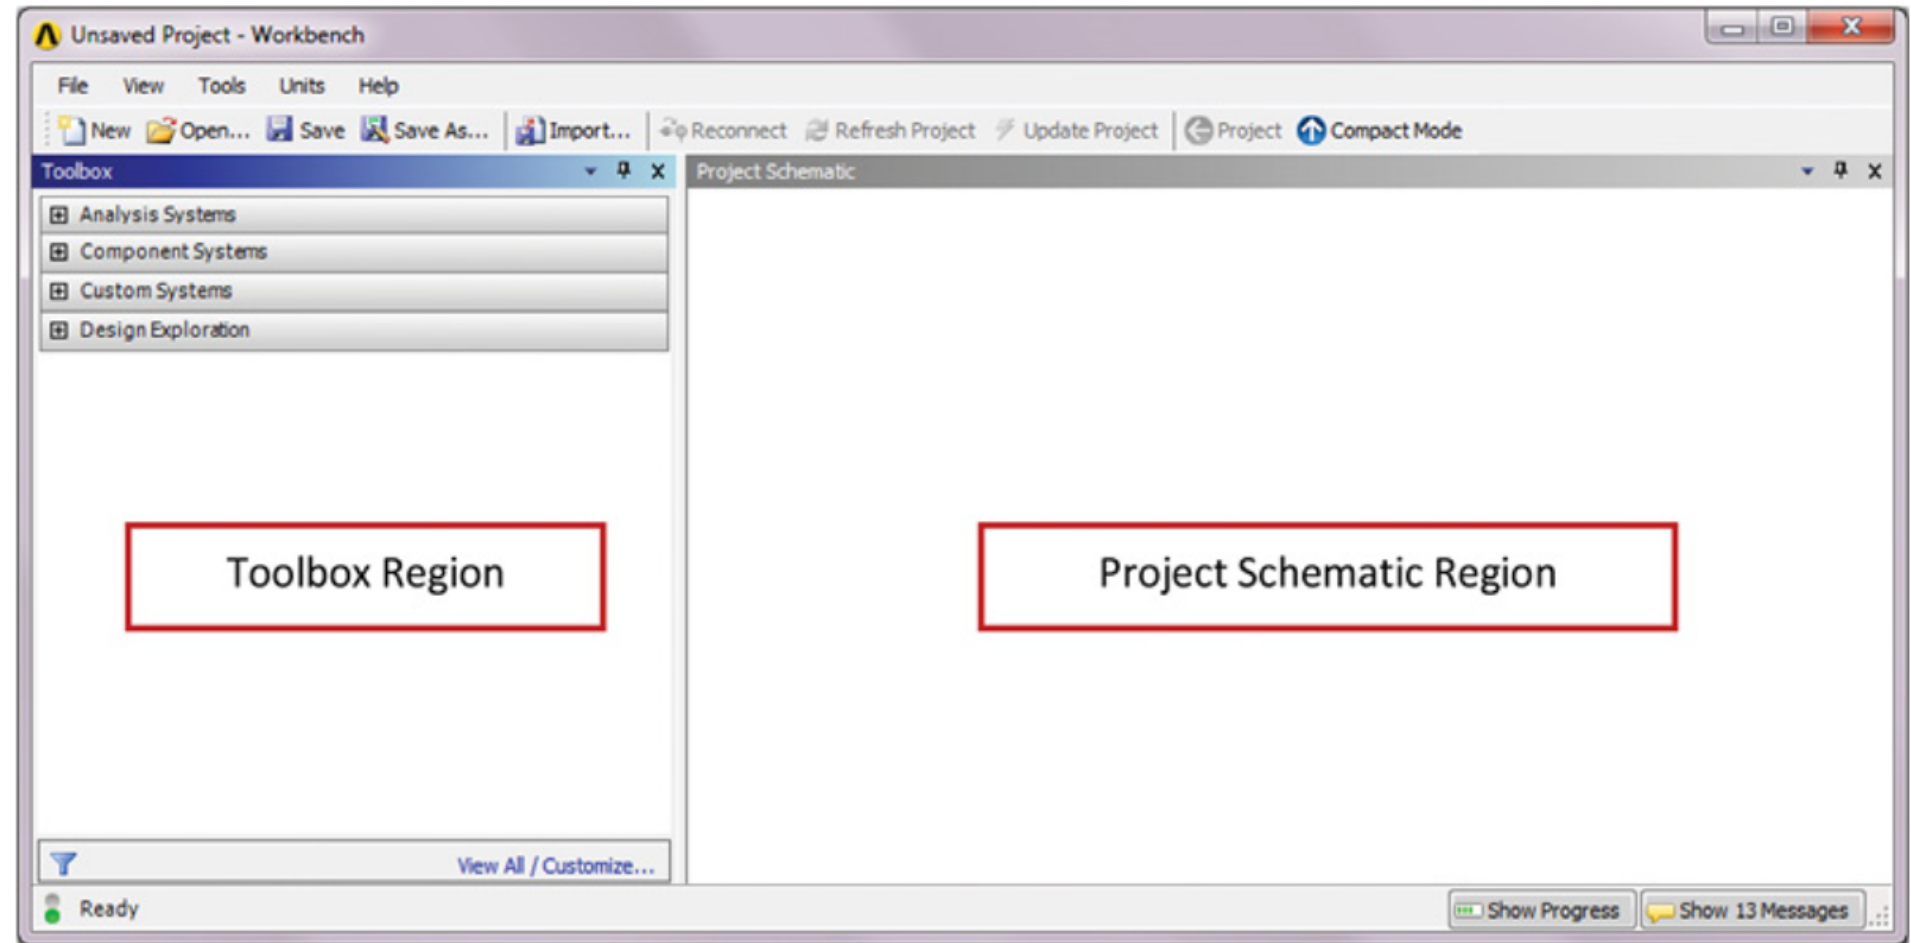 Unsaved Project - Workbench
File View Tools Units Help
New Open... Save Save As... Import... Reconnect Refresh Project Update Project Project Compact Mode
Toolbox
Project Schematic
Analysis Systems
Component Systems
Custom Systems
Design Exploration
Toolbox Region
Project Schematic Region
View All / Customize...
Ready
Show Progress
Show 13 Messages